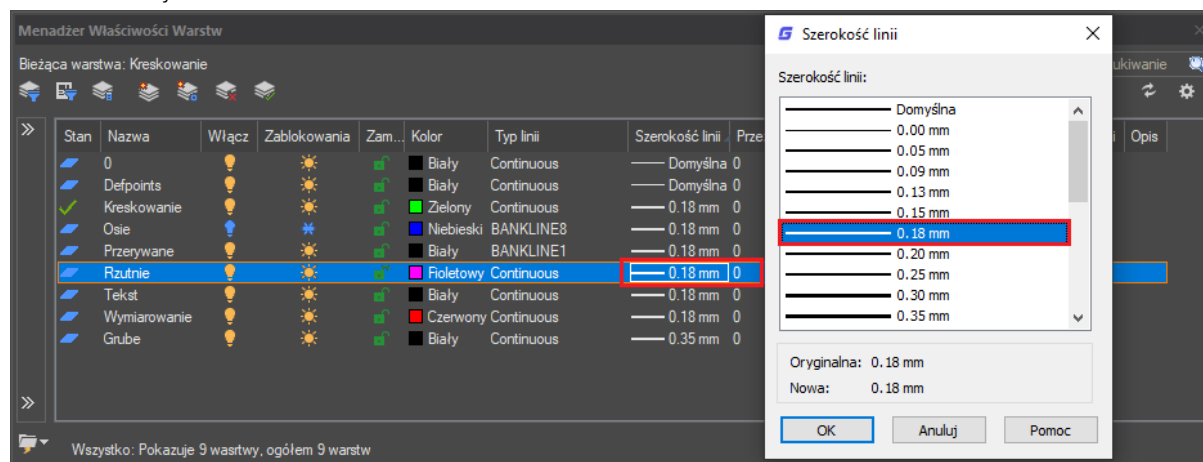 Menadżer Właściwości Warstw
Bieżąca warstwa: Kreskowanie
Stan Nazwa Włącz Zablokowania Zam... Kolor Typ linii Szerokość linii Prze Opis
0 Biały Continuous Domyślna 0
Defpoints Biały Continuous Domyślna 0
Kreskowanie Zielony Continuous 0.18 mm 0
Osie Niebieski BANKLINE8 0.18 mm 0
Przerywane Biały BANKLINE1 0.18 mm 0
Rzutnie Fioletowy Continuous 0.18 mm 0
Tekst Biały Continuous 0.18 mm 0
Wymiarowanie Czerwony Continuous 0.18 mm 0
Grube Biały Continuous 0.35 mm 0
Wszystko: Pokazuje 9 wasrtwy, ogółem 9 warstw
Szerokość linii
Szerokość linii:
Domyślna
0.00 mm
0.05 mm
0.09 mm
0.13 mm
0.15 mm
0.18 mm
0.20 mm
0.25 mm
0.30 mm
0.35 mm
Oryginalna: 0.18 mm
Nowa: 0.18 mm
OK Anuluj Pomoc
ukiwanie